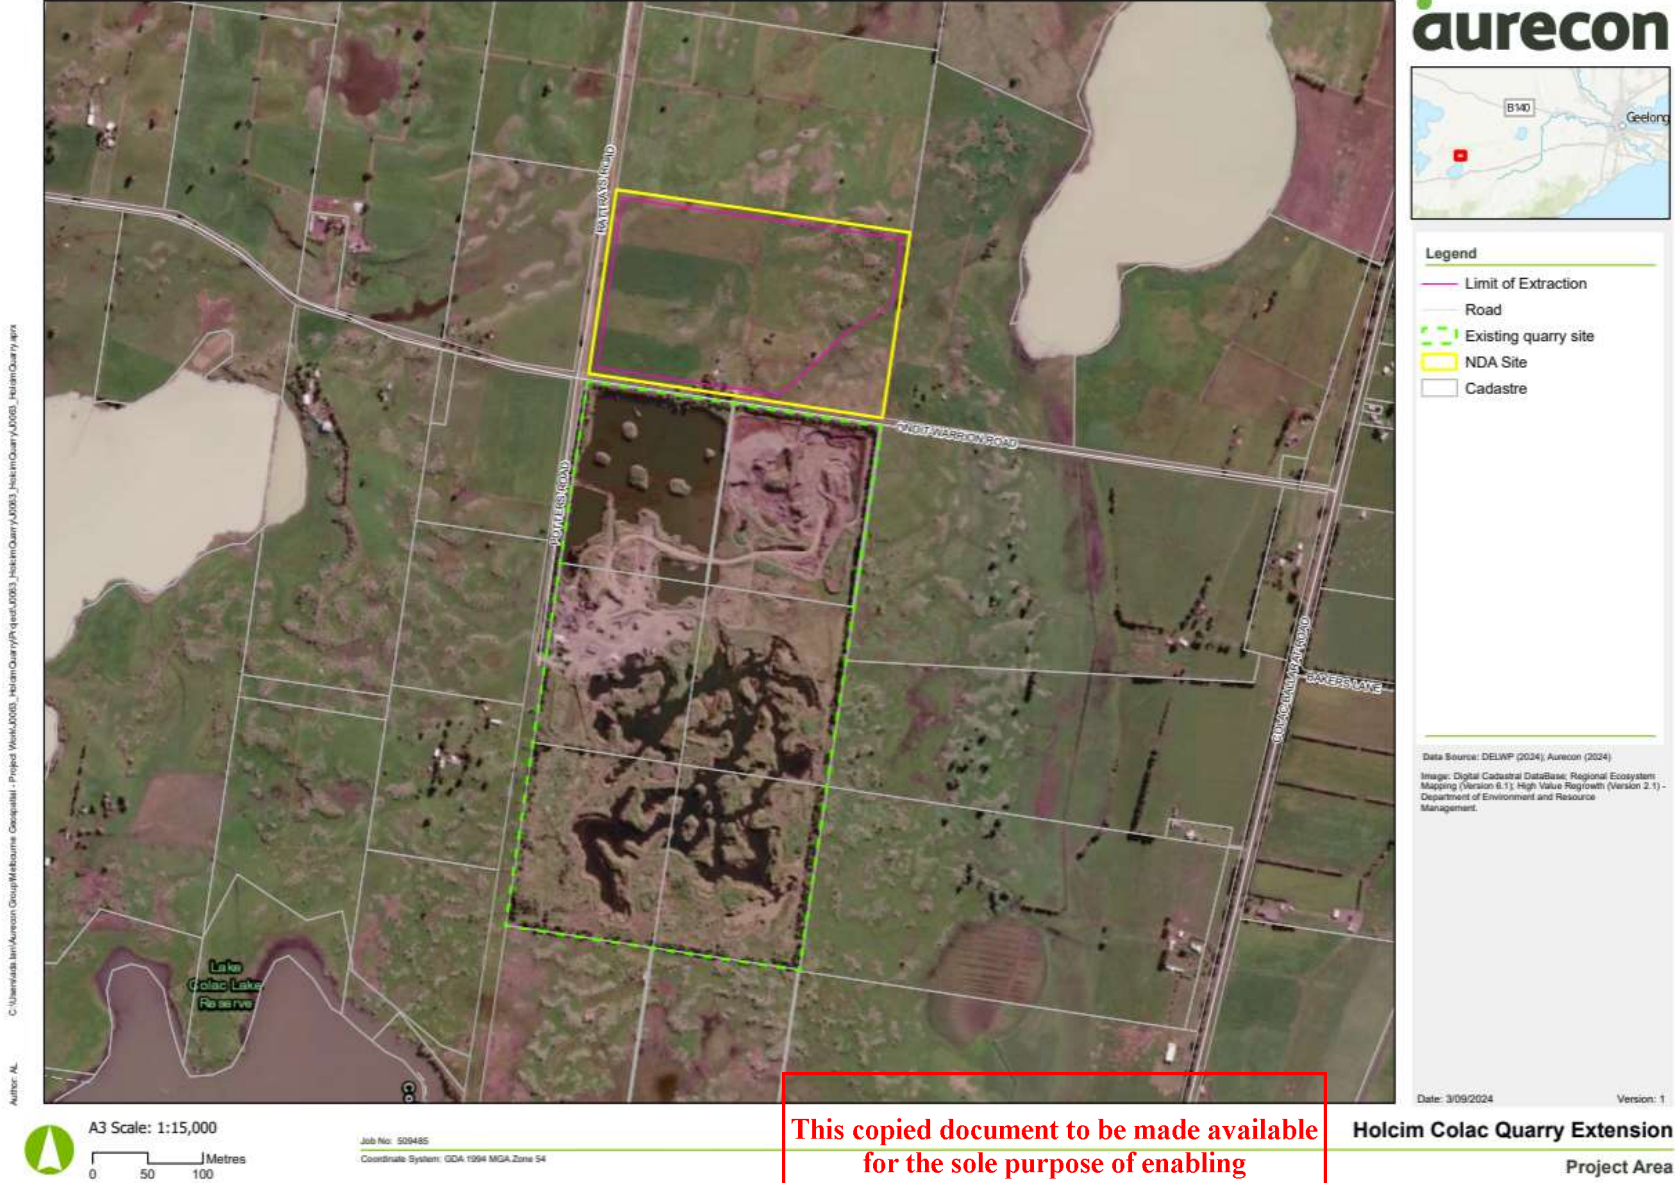 aurecon
B140
Geelong
Legend
Limit of Extraction
Road
Existing quarry site
NDA Site
Cadastre
RATTRAYS ROAD
POTTERS ROAD
WARRION ROAD
COLAC-BALLARAT ROAD
BAKERS LANE
Lake
Colac Lake
Reserve
Co
Data Source: DELWP (2024); Aurecon (2024)
Image: Digital Cadastral DataBase; Regional Ecosystem
Mapping (Version 6.1); High Value Regrowth (Version 2.1) -
Department of Environment and Resource
Management.
Date: 3/09/2024 Version: 1
Author: AL
A3 Scale: 1:15,000
Metres
0 50 100
Job No: 509485
Coordinate System: GDA 1994 MGA Zone 54
This copied document to be made available
for the sole purpose of enabling
Holcim Colac Quarry Extension
Project Area